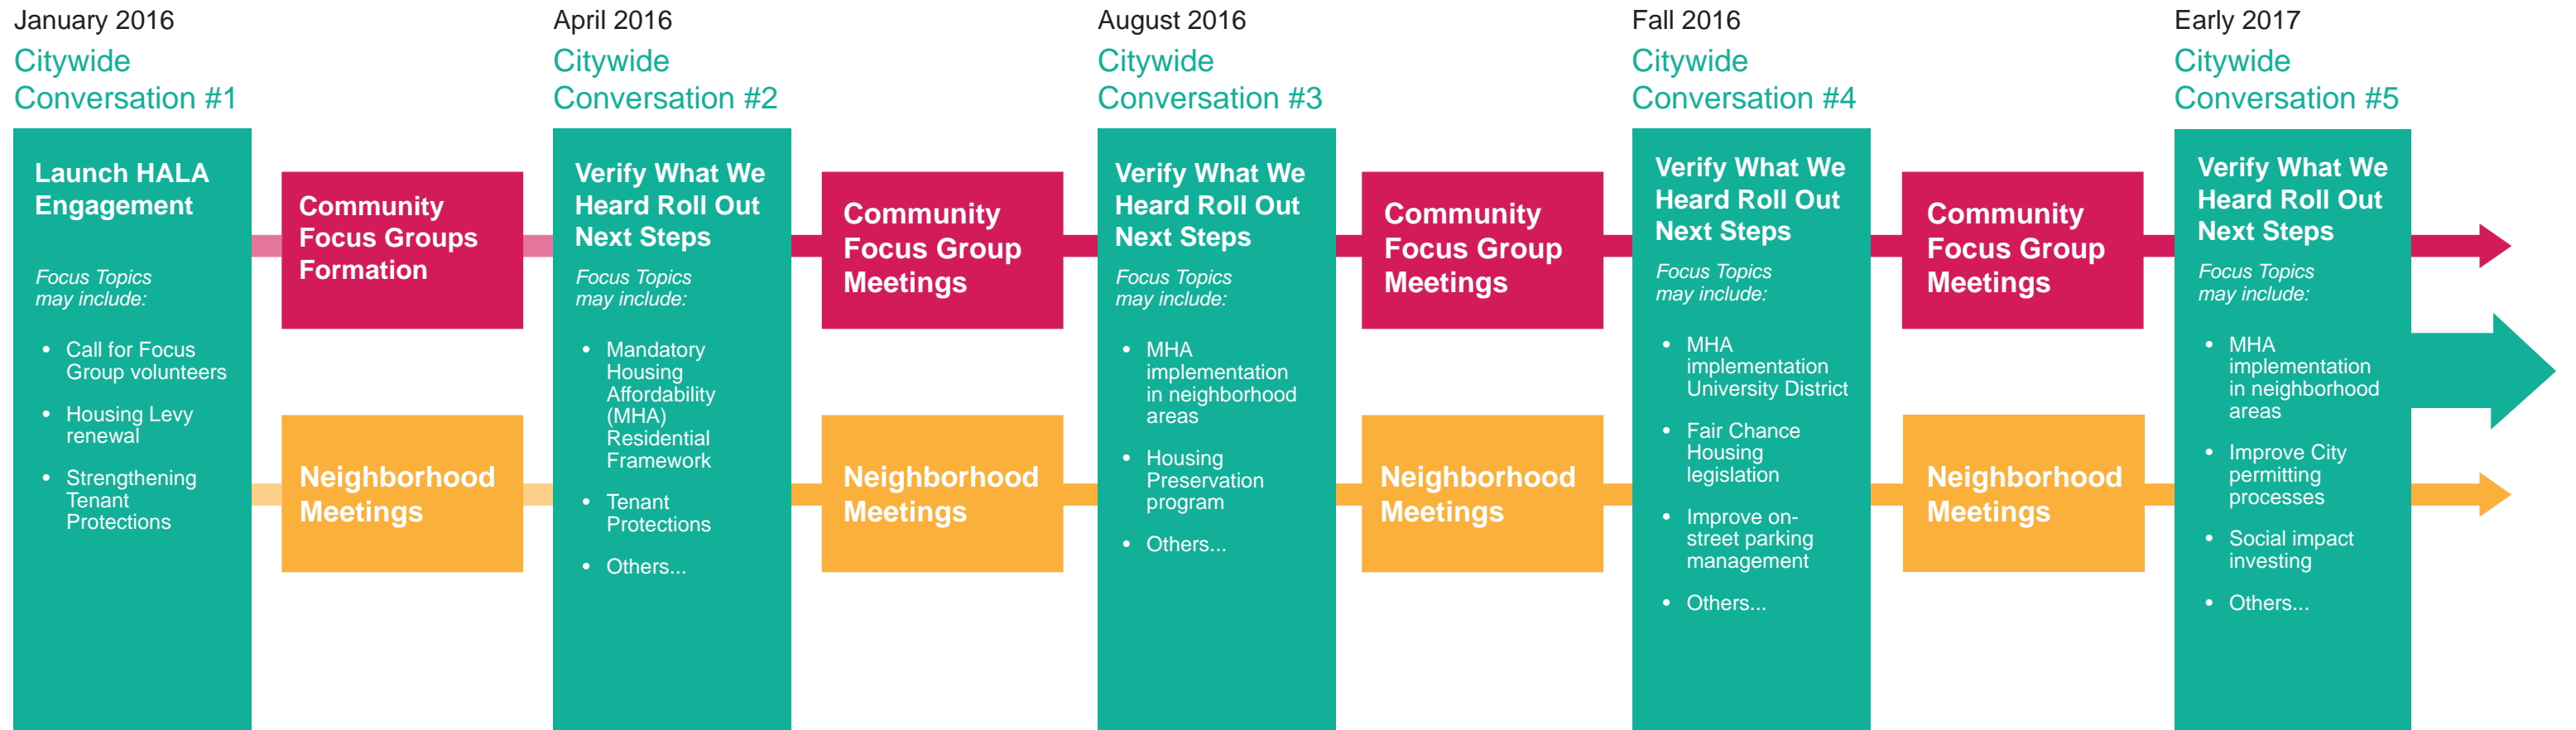 January 2016
Citywide
Conversation #1
Launch HALA
Engagement
Focus Topics
may include:
• Call for Focus
Group volunteers
• Housing Levy
renewal
• Strengthening
Tenant
Protections
Community
Focus Groups
Formation
Neighborhood
Meetings
April 2016
Citywide
Conversation #2
Verify What We
Heard Roll Out
Next Steps
Focus Topics
may include:
• Mandatory
Housing
Affordability
(MHA)
Residential
Framework
• Tenant
Protections
• Others...
Community
Focus Group
Meetings
Neighborhood
Meetings
August 2016
Citywide
Conversation #3
Verify What We
Heard Roll Out
Next Steps
Focus Topics
may include:
• MHA
implementation
in neighborhood
areas
• Housing
Preservation
program
• Others...
Community
Focus Group
Meetings
Neighborhood
Meetings
Fall 2016
Citywide
Conversation #4
Verify What We
Heard Roll Out
Next Steps
Focus Topics
may include:
• MHA
implementation
University District
• Fair Chance
Housing
legislation
• Improve on-
street parking
management
• Others...
Community
Focus Group
Meetings
Neighborhood
Meetings
Early 2017
Citywide
Conversation #5
Verify What We
Heard Roll Out
Next Steps
Focus Topics
may include:
• MHA
implementation
in neighborhood
areas
• Improve City
permitting
processes
• Social impact
investing
• Others...